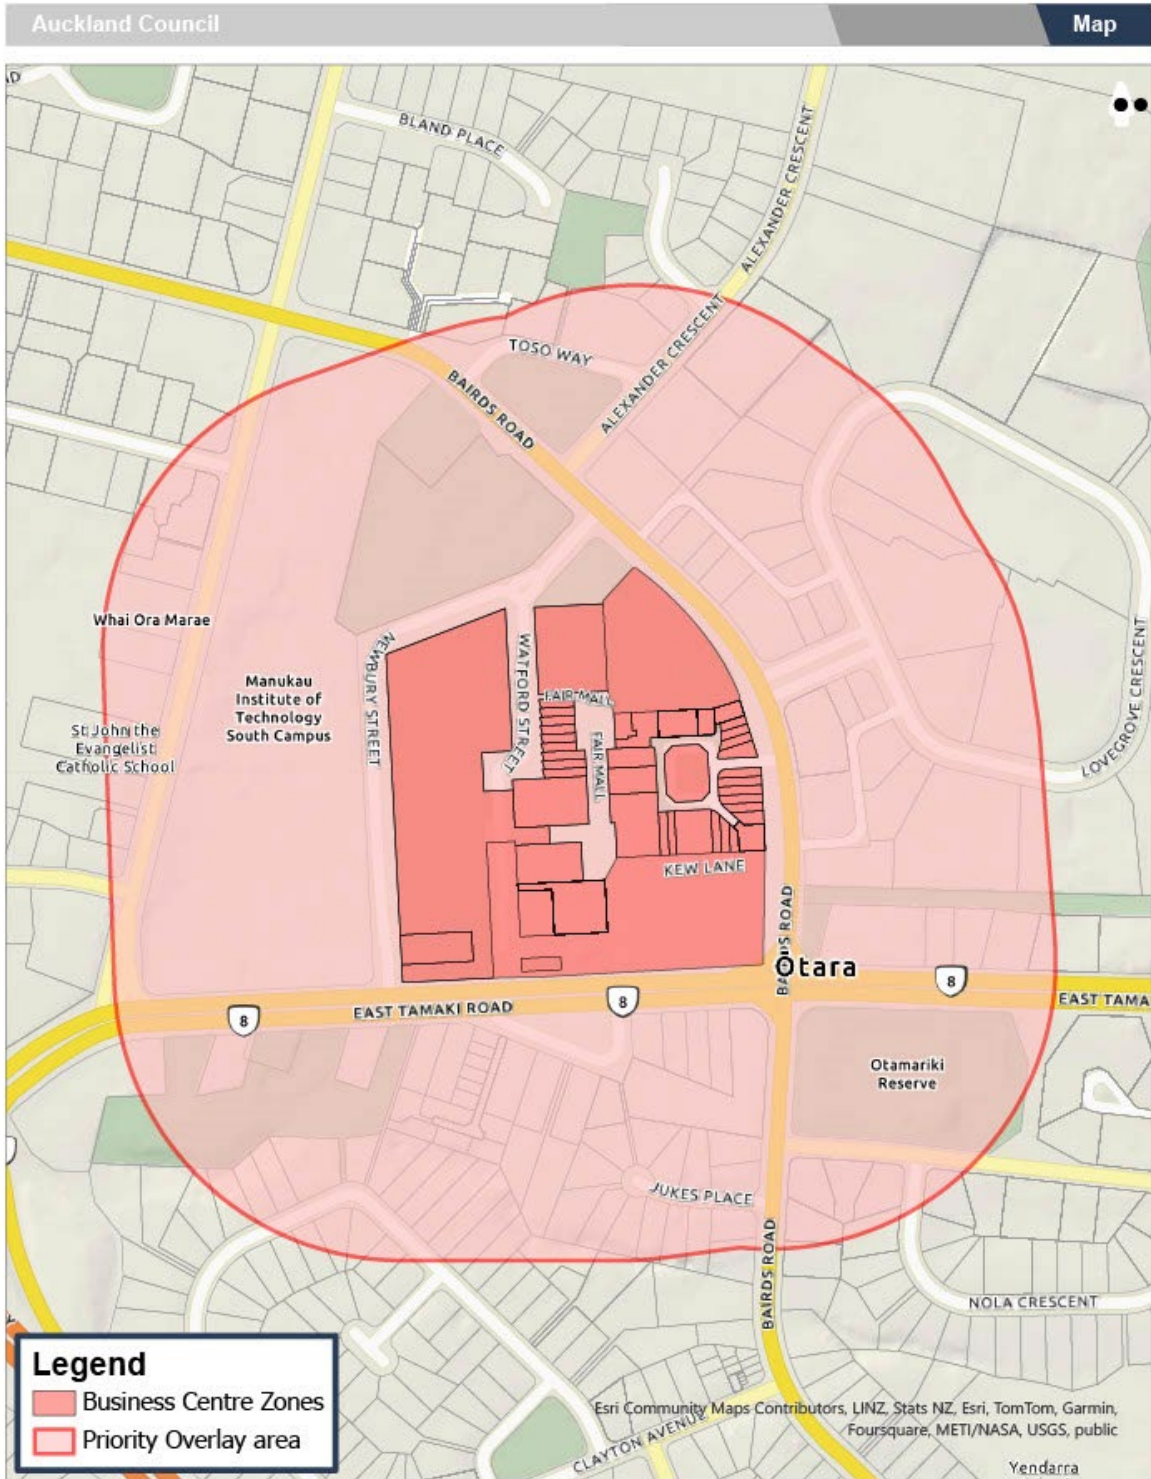 Auckland Council
Map
BLAND PLACE
ALEXANDER CRESCENT
TOSO WAY
ALEXANDER CRESCENT
BAIRDS ROAD
Whai Ora Marae
Manukau
Institute of
Technology
South Campus
NEWBURY STREET
WATFORD STREET
FAIR MALL
FAIR MALL
St John the
Evangelist
Catholic School
LOVEGROVE CRESCENT
KEW LANE
BAIRDS ROAD
Otara
8
8
8
EAST TAMAKI ROAD
EAST TAMA
Otamariki
Reserve
JUKES PLACE
BAIRDS ROAD
NOLA CRESCENT
Legend
Business Centre Zones
Priority Overlay area
Esri Community Maps Contributors, LINZ, Stats NZ, Esri, TomTom, Garmin,
Foursquare, METI/NASA, USGS, public
CLAYTON AVENUE
Yendarra